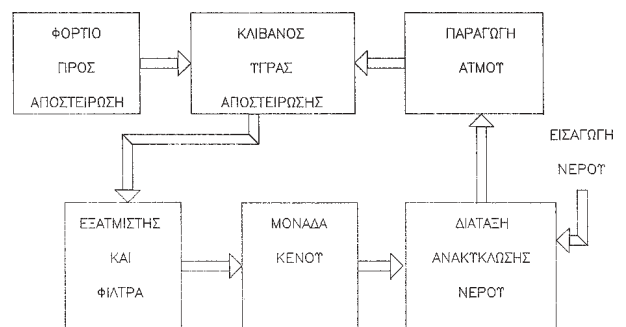 ΦΟΡΤΙΟ
ΠΡΟΣ
ΑΠΟΣΤΕΙΡΩΣΗ
ΚΛΙΒΑΝΟΣ
ΥΓΡΑΣ
ΑΠΟΣΤΕΙΡΩΣΗΣ
ΠΑΡΑΓΩΓΗ
ΑΤΜΟΥ
ΕΙΣΑΓΩΓΗ
ΝΕΡΟΥ
ΕΞΑΤΜΙΣΤΗΣ
ΚΑΙ
ΦΙΛΤΡΑ
ΜΟΝΑΔΑ
ΚΕΝΟΥ
ΔΙΑΤΑΞΗ
ΑΝΑΚΥΚΛΩΣΗΣ
ΝΕΡΟΥ